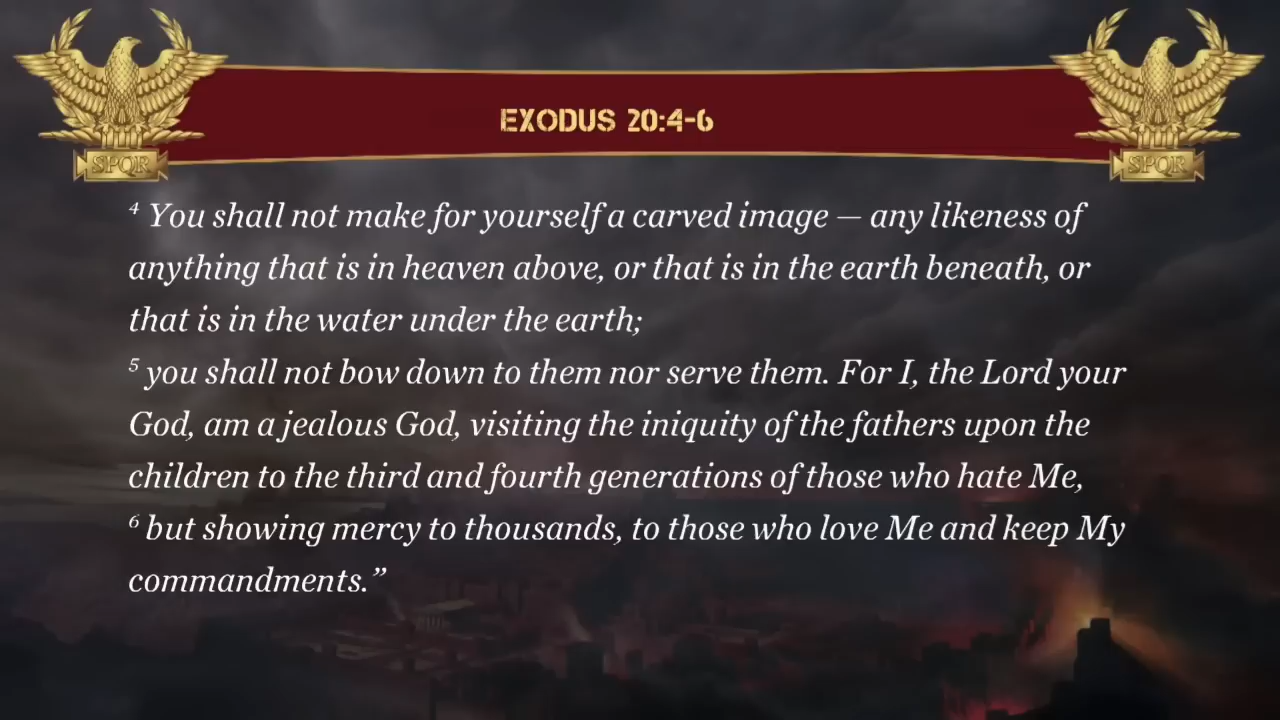 SPQR
EXODUS 20:4-6
SPQR
⁴ You shall not make for yourself a carved image — any likeness of
anything that is in heaven above, or that is in the earth beneath, or
that is in the water under the earth;
⁵ you shall not bow down to them nor serve them. For I, the Lord your
God, am a jealous God, visiting the iniquity of the fathers upon the
children to the third and fourth generations of those who hate Me,
⁶ but showing mercy to thousands, to those who love Me and keep My
commandments.”